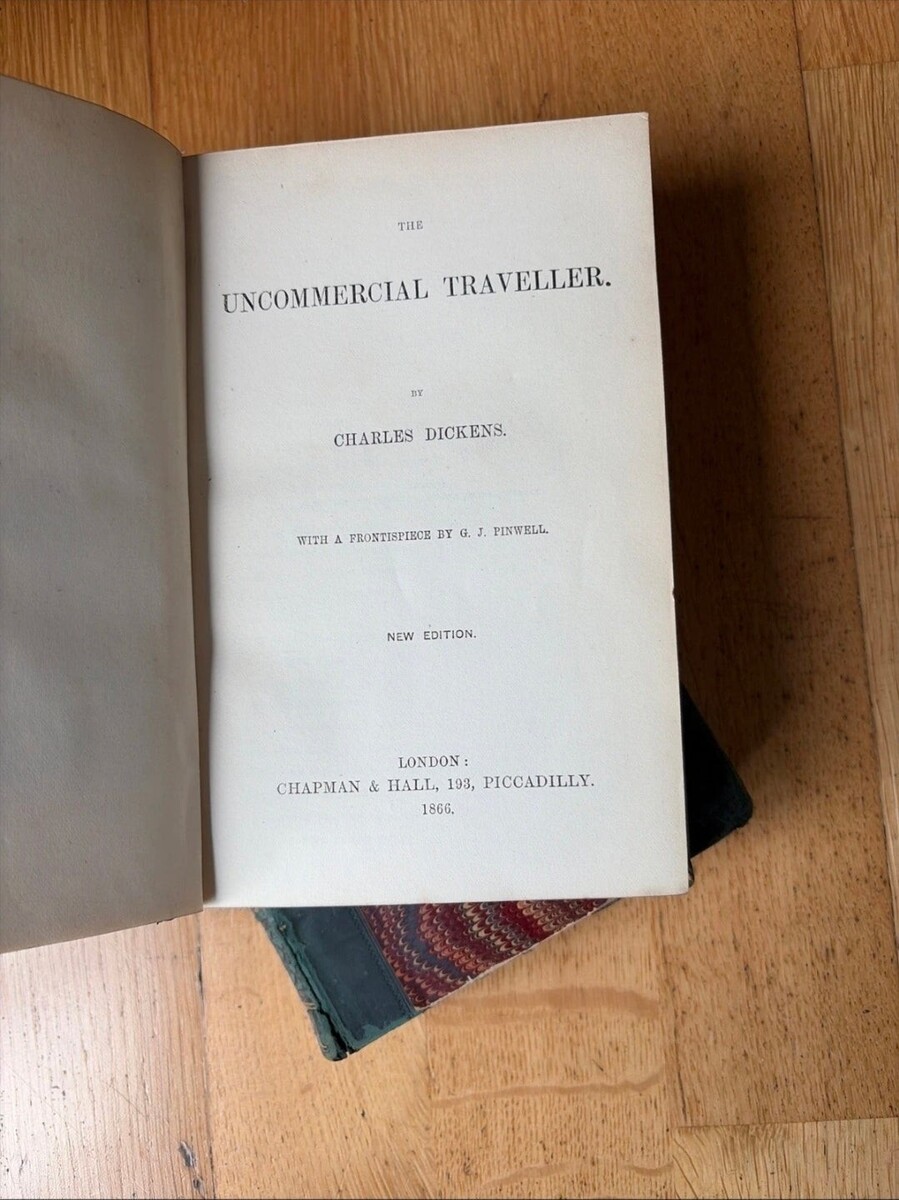 THE
UNCOMMERCIAL TRAVELLER.
BY
CHARLES DICKENS.
WITH A FRONTISPIECE BY G. J. PINWELL.
NEW EDITION.
LONDON:
CHAPMAN & HALL, 193, PICCADILLY.
1866.